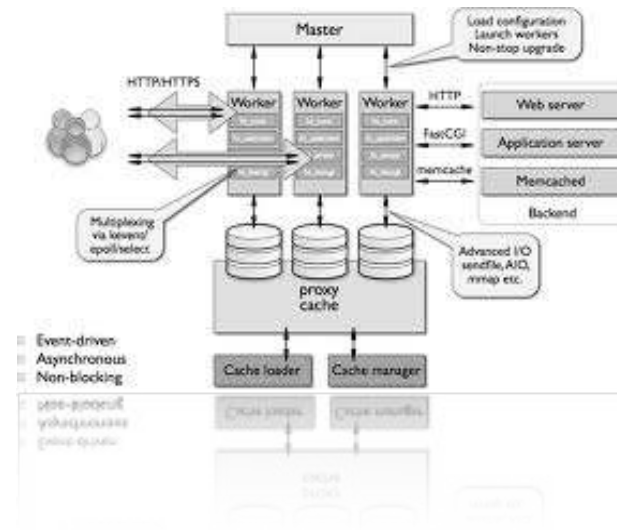 Master
Load configuration
Launch workers
Non-stop upgrade
HTTP/HTTPS
Worker
Worker
Worker
HTTP
Web server
FastCGI
Application server
memcache
Memcached
Backend
Multiplexing
via kevent/
epoll/select
Advanced I/O
sendfile, AIO,
mmap etc.
proxy
cache
Event-driven
Asynchronous
Non-blocking
Cache loader
Cache manager